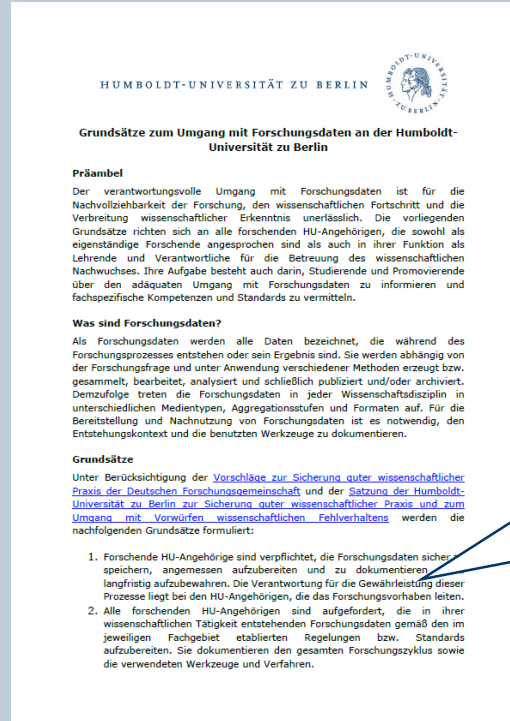 HUMBOLDT-UNIVERSITÄT ZU BERLIN
HUMBOLDT-UNIVERSITÄT
· ZU BERLIN ·
Grundsätze zum Umgang mit Forschungsdaten an der Humboldt-
Universität zu Berlin
Präambel
Der verantwortungsvolle Umgang mit Forschungsdaten ist für die
Nachvollziehbarkeit der Forschung, den wissenschaftlichen Fortschritt und die
Verbreitung wissenschaftlicher Erkenntnis unerlässlich. Die vorliegenden
Grundsätze richten sich an alle forschenden HU-Angehörigen, die sowohl als
eigenständige Forschende angesprochen sind als auch in ihrer Funktion als
Lehrende und Verantwortliche für die Betreuung des wissenschaftlichen
Nachwuchses. Ihre Aufgabe besteht auch darin, Studierende und Promovierende
über den adäquaten Umgang mit Forschungsdaten zu informieren und
fachspezifische Kompetenzen und Standards zu vermitteln.
Was sind Forschungsdaten?
Als Forschungsdaten werden alle Daten bezeichnet, die während des
Forschungsprozesses entstehen oder sein Ergebnis sind. Sie werden abhängig von
der Forschungsfrage und unter Anwendung verschiedener Methoden erzeugt bzw.
gesammelt, bearbeitet, analysiert und schließlich publiziert und/oder archiviert.
Demzufolge treten die Forschungsdaten in jeder Wissenschaftsdisziplin in
unterschiedlichen Medientypen, Aggregationsstufen und Formaten auf. Für die
Bereitstellung und Nachnutzung von Forschungsdaten ist es notwendig, den
Entstehungskontext und die benutzten Werkzeuge zu dokumentieren.
Grundsätze
Unter Berücksichtigung der Vorschläge zur Sicherung guter wissenschaftlicher
Praxis der Deutschen Forschungsgemeinschaft und der Satzung der Humboldt-
Universität zu Berlin zur Sicherung guter wissenschaftlicher Praxis und zum
Umgang mit Vorwürfen wissenschaftlichen Fehlverhaltens werden die
nachfolgenden Grundsätze formuliert:
1. Forschende HU-Angehörige sind verpflichtet, die Forschungsdaten sicher
speichern, angemessen aufzubereiten und zu dokumentieren
langfristig aufzubewahren. Die Verantwortung für die Gewährleistung dieser
Prozesse liegt bei den HU-Angehörigen, die das Forschungsvorhaben leiten.
2. Alle forschenden HU-Angehörigen sind aufgefordert, die in ihrer
wissenschaftlichen Tätigkeit entstehenden Forschungsdaten gemäß den im
jeweiligen Fachgebiet etablierten Regelungen bzw. Standards
aufzubereiten. Sie dokumentieren den gesamten Forschungszyklus sowie
die verwendeten Werkzeuge und Verfahren.